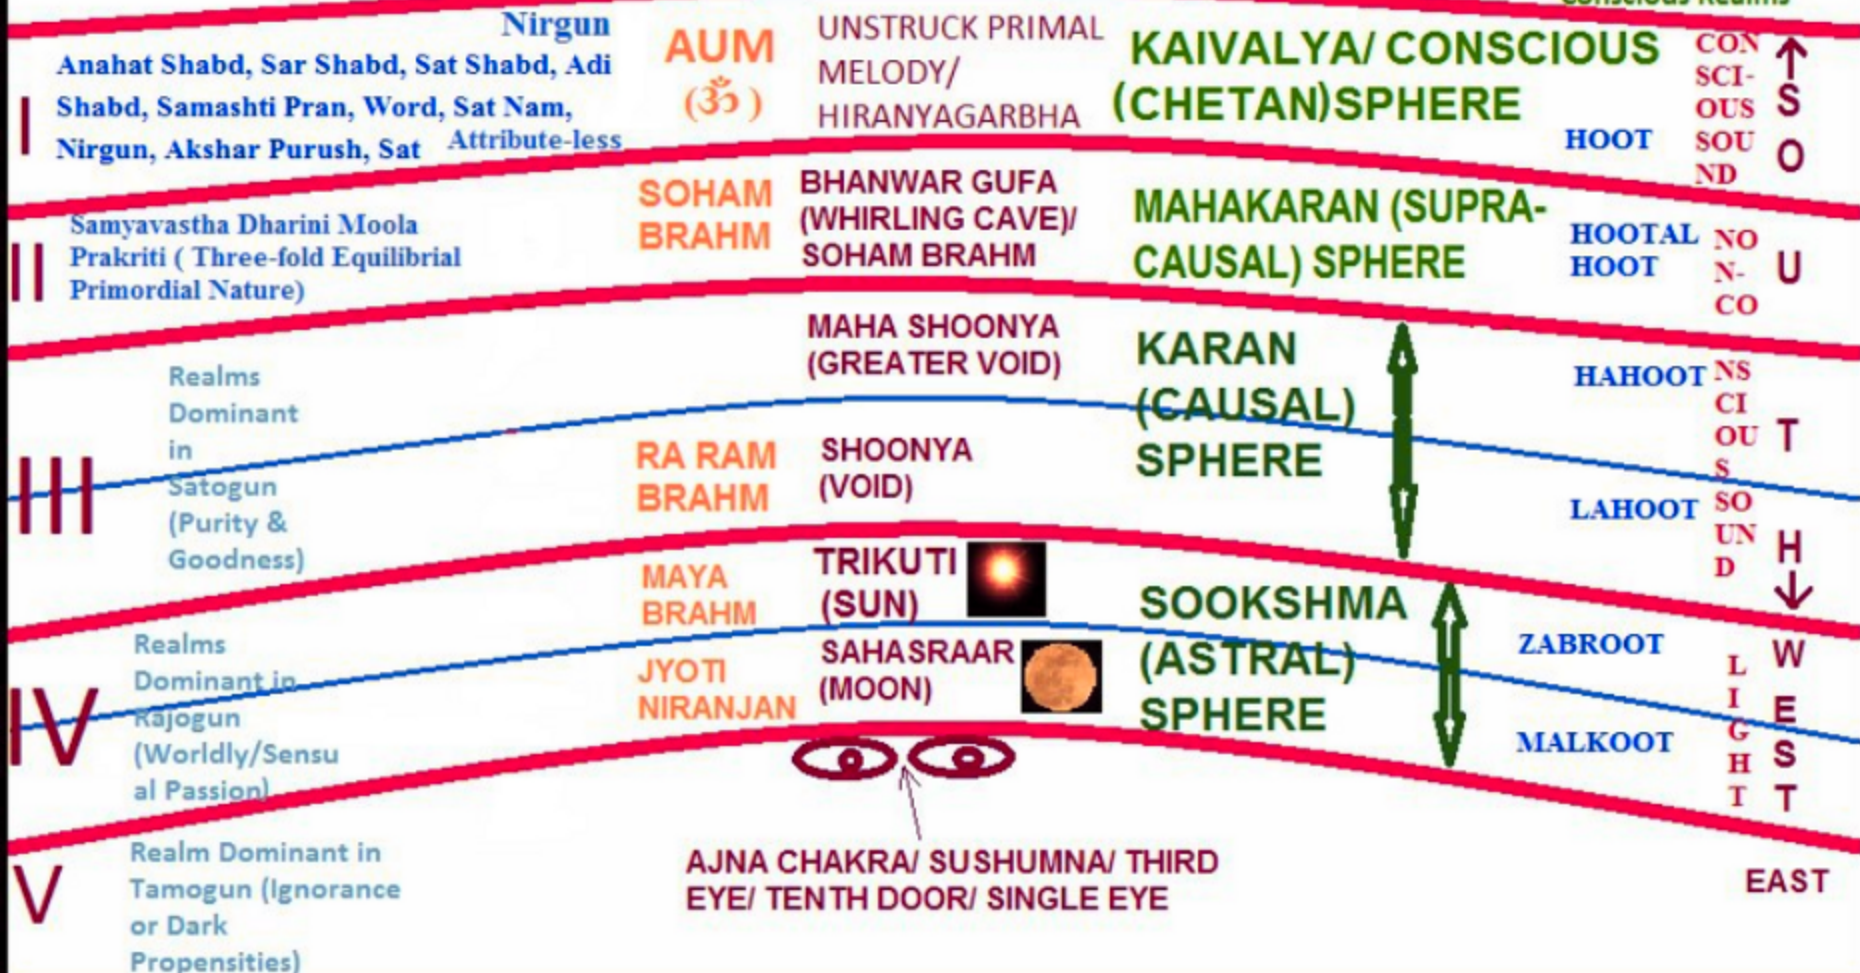 Conscious Realms
I
Nirgun
Anahat Shabd, Sar Shabd, Sat Shabd, Adi
Shabd, Samashti Pran, Word, Sat Nam,
Nirgun, Akshar Purush, Sat
Attribute-less
AUM
(ॐ)
UNSTRUCK PRIMAL
MELODY/
HIRANYAGARBHA
KAIVALYA/ CONSCIOUS
(CHETAN)SPHERE
HOOT
CON
SCI-
OUS
SOU
ND
II
Samyavastha Dharini Moola
Prakriti ( Three-fold Equilibrial
Primordial Nature)
SOHAM
BRAHM
BHANWAR GUFA
(WHIRLING CAVE)/
SOHAM BRAHM
MAHAKARAN (SUPRA-
CAUSAL) SPHERE
HOOTAL
HOOT
NO
N-
CO
NS
CI
OU
S
SO
UN
D
III
Realms
Dominant
in
Satogun
(Purity &
Goodness)
MAHA SHOONYA
(GREATER VOID)
RA RAM
BRAHM
SHOONYA
(VOID)
KARAN
(CAUSAL)
SPHERE
HAHOOT
LAHOOT
S
O
U
T
H
IV
Realms
Dominant in
Rajogun
(Worldly/Sensu
al Passion)
MAYA
BRAHM
TRIKUTI
(SUN)
JYOTI
NIRANJAN
SAHASRAAR
(MOON)
SOOKSHMA
(ASTRAL)
SPHERE
ZABROOT
MALKOOT
L
I
G
H
T
W
E
S
T
V
Realm Dominant in
Tamogun (Ignorance
or Dark
Propensities)
AJNA CHAKRA/ SUSHUMNA/ THIRD
EYE/ TENTH DOOR/ SINGLE EYE
EAST